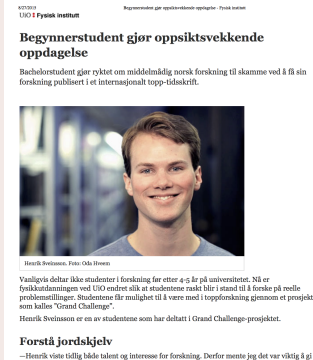 8/27/2015 Begynnerstudent gjør oppsiktsvekkende oppdagelse - Fysisk institutt
UiO Fysisk institutt
Begynnerstudent gjør oppsiktsvekkende
oppdagelse
Bachelorstudent gjør ryktet om middelmådig norsk forskning til skamme ved å få sin
forskning publisert i et internasjonalt topp-tidsskrift.
Henrik Sveinsson. Foto: Oda Hveem
Vanligvis deltar ikke studenter i forskning før etter 4-5 år på universitetet. Nå er
fysikkutdanningen ved UiO endret slik at studentene raskt blir i stand til å forske på reelle
problemstillinger. Studentene får mulighet til å være med i toppforskning gjennom et prosjekt
som kalles "Grand Challenge".
Henrik Sveinsson er en av studentene som har deltatt i Grand Challenge-prosjektet.
Forstå jordskjelv
—Henrik viste tidlig både talent og interesse for forskning. Derfor mente jeg det var viktig å gi